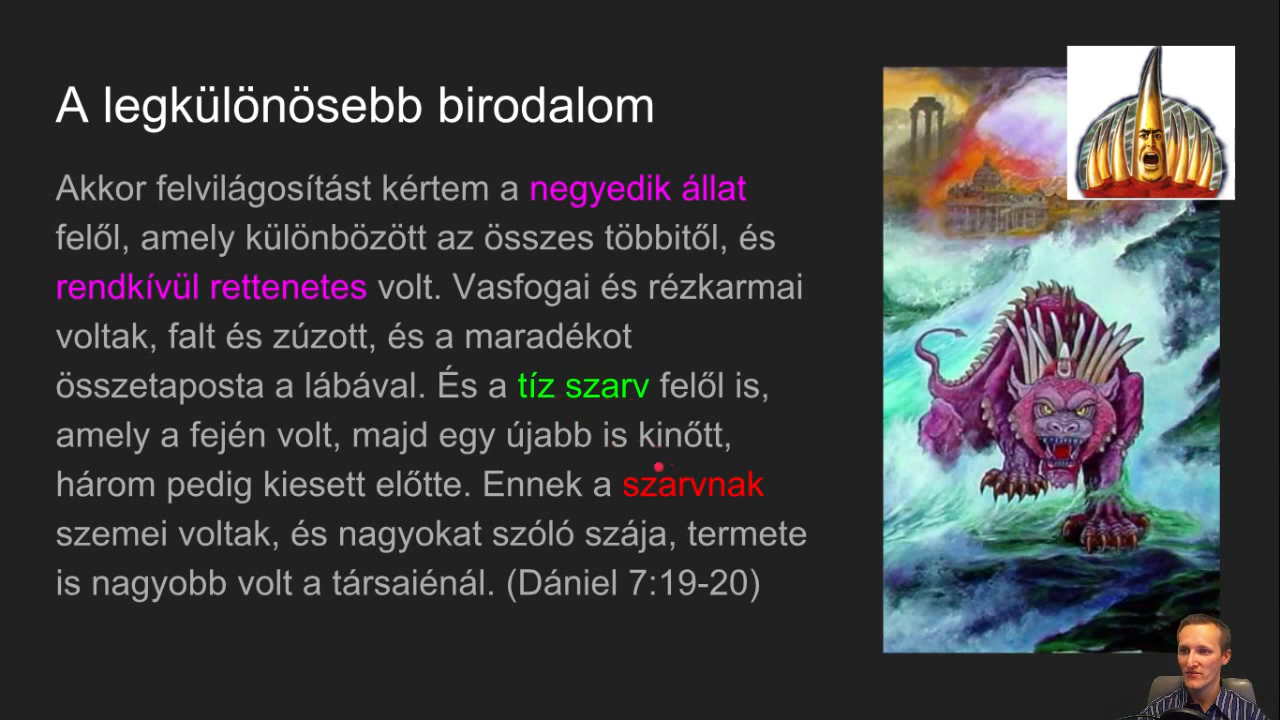 A legkülönösebb birodalom
Akkor felvilágosítást kértem a negyedik állat
felől, amely különbözött az összes többitől, és
rendkívül rettenetes volt. Vasfogai és rézkarmai
voltak, falt és zúzott, és a maradékot
összetaposta a lábával. És a tíz szarv felől is,
amely a fején volt, majd egy újabb is kinőtt,
három pedig kiesett előtte. Ennek a szarvnak
szemei voltak, és nagyokat szóló szája, termete
is nagyobb volt a társaiénál. (Dániel 7:19-20)